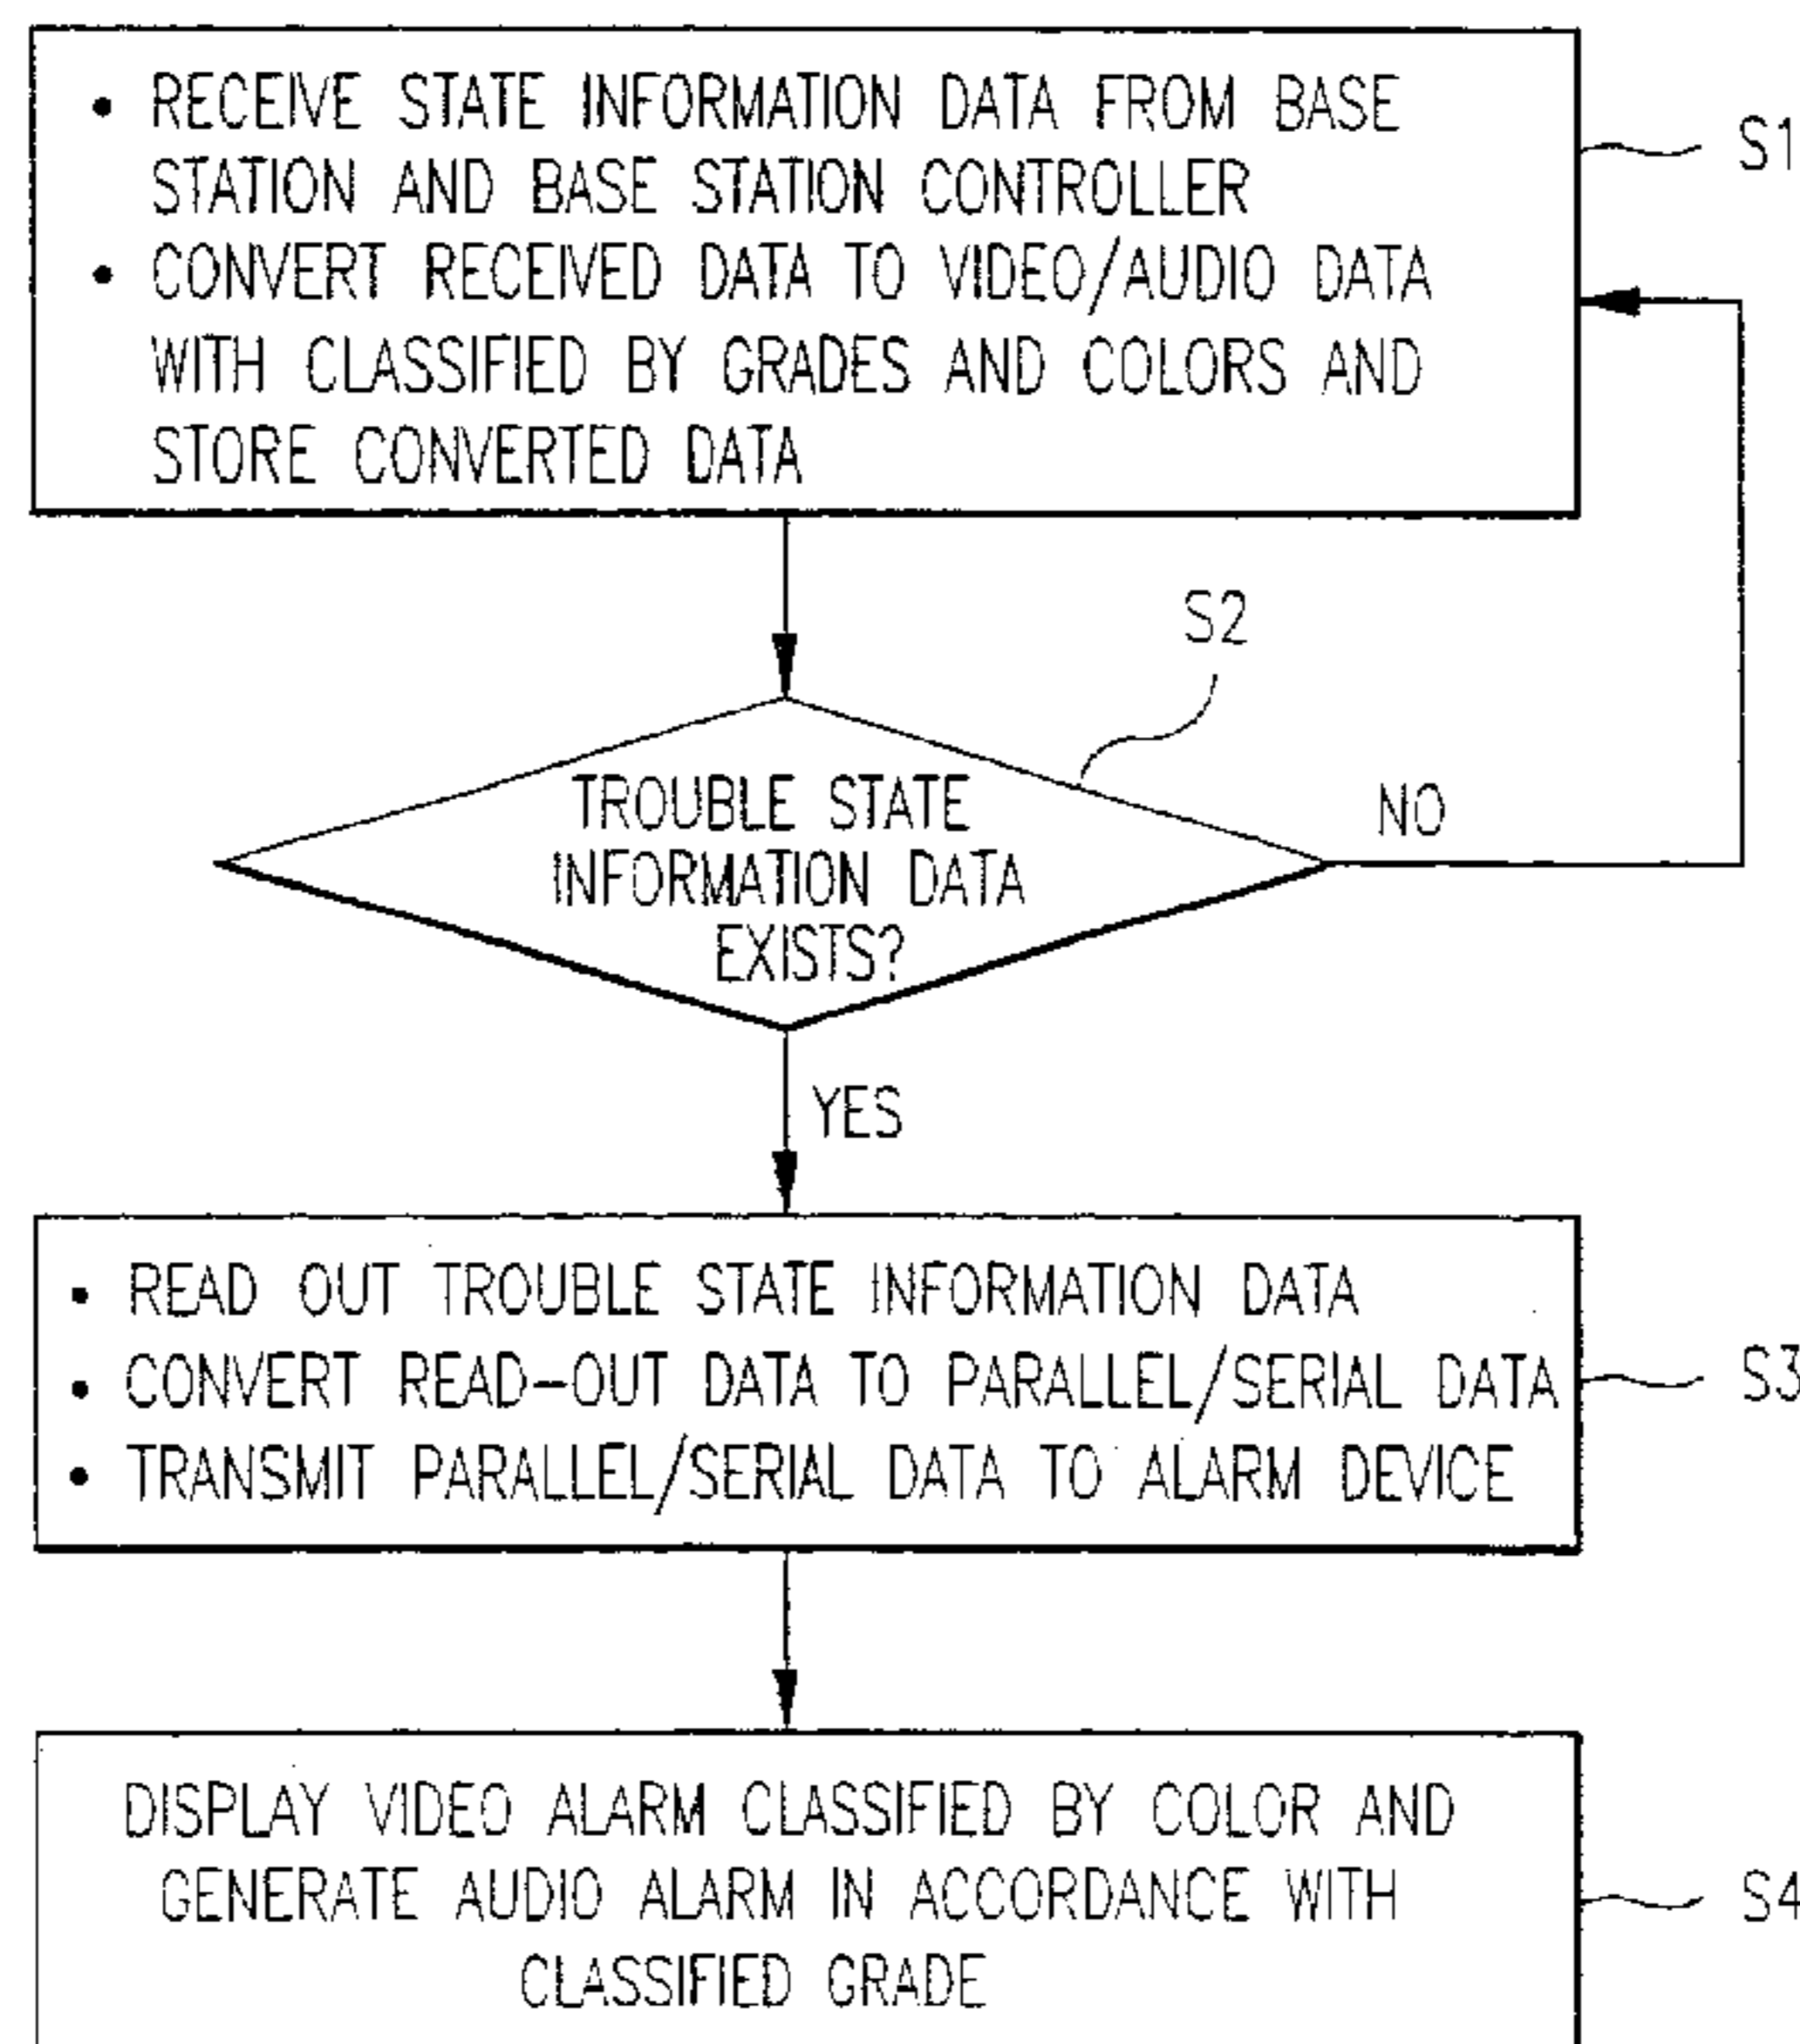 • RECEIVE STATE INFORMATION DATA FROM BASE
STATION AND BASE STATION CONTROLLER
S1
• CONVERT RECEIVED DATA TO VIDEO/AUDIO DATA
WITH CLASSIFIED BY GRADES AND COLORS AND
STORE CONVERTED DATA
S2
TROUBLE STATE
INFORMATION DATA
EXISTS?
NO
YES
• READ OUT TROUBLE STATE INFORMATION DATA
• CONVERT READ-OUT DATA TO PARALLEL/SERIAL DATA
S3
• TRANSMIT PARALLEL/SERIAL DATA TO ALARM DEVICE
DISPLAY VIDEO ALARM CLASSIFIED BY COLOR AND
GENERATE AUDIO ALARM IN ACCORDANCE WITH
S4
CLASSIFIED GRADE